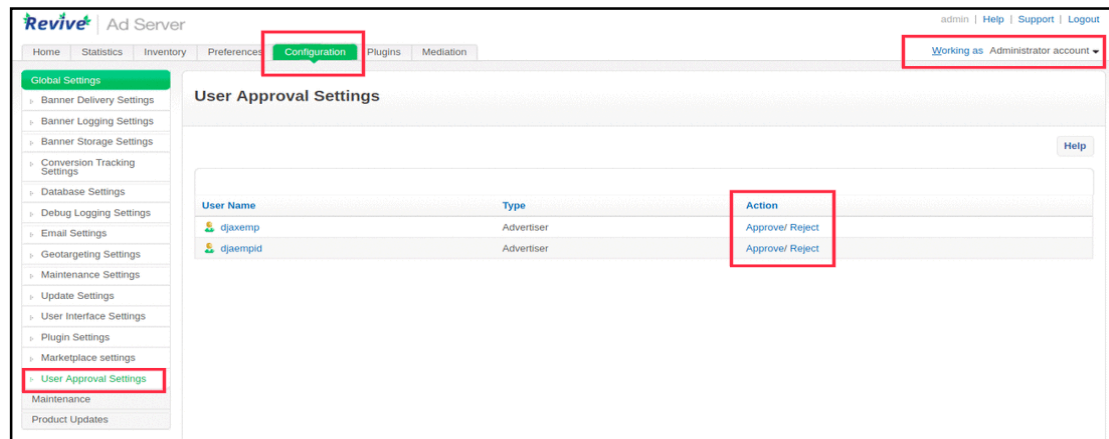 Revive Ad Server
admin | Help | Support | Logout
Home Statistics Inventory Preferences Configuration Plugins Mediation
Working as Administrator account
Global Settings
Banner Delivery Settings
Banner Logging Settings
Banner Storage Settings
Conversion Tracking
Settings
Database Settings
Debug Logging Settings
Email Settings
Geotargeting Settings
Maintenance Settings
Update Settings
User Interface Settings
Plugin Settings
Marketplace settings
User Approval Settings
Maintenance
Product Updates
User Approval Settings
Help
User Name Type Action
djaxemp Advertiser Approve/ Reject
djaempid Advertiser Approve/ Reject